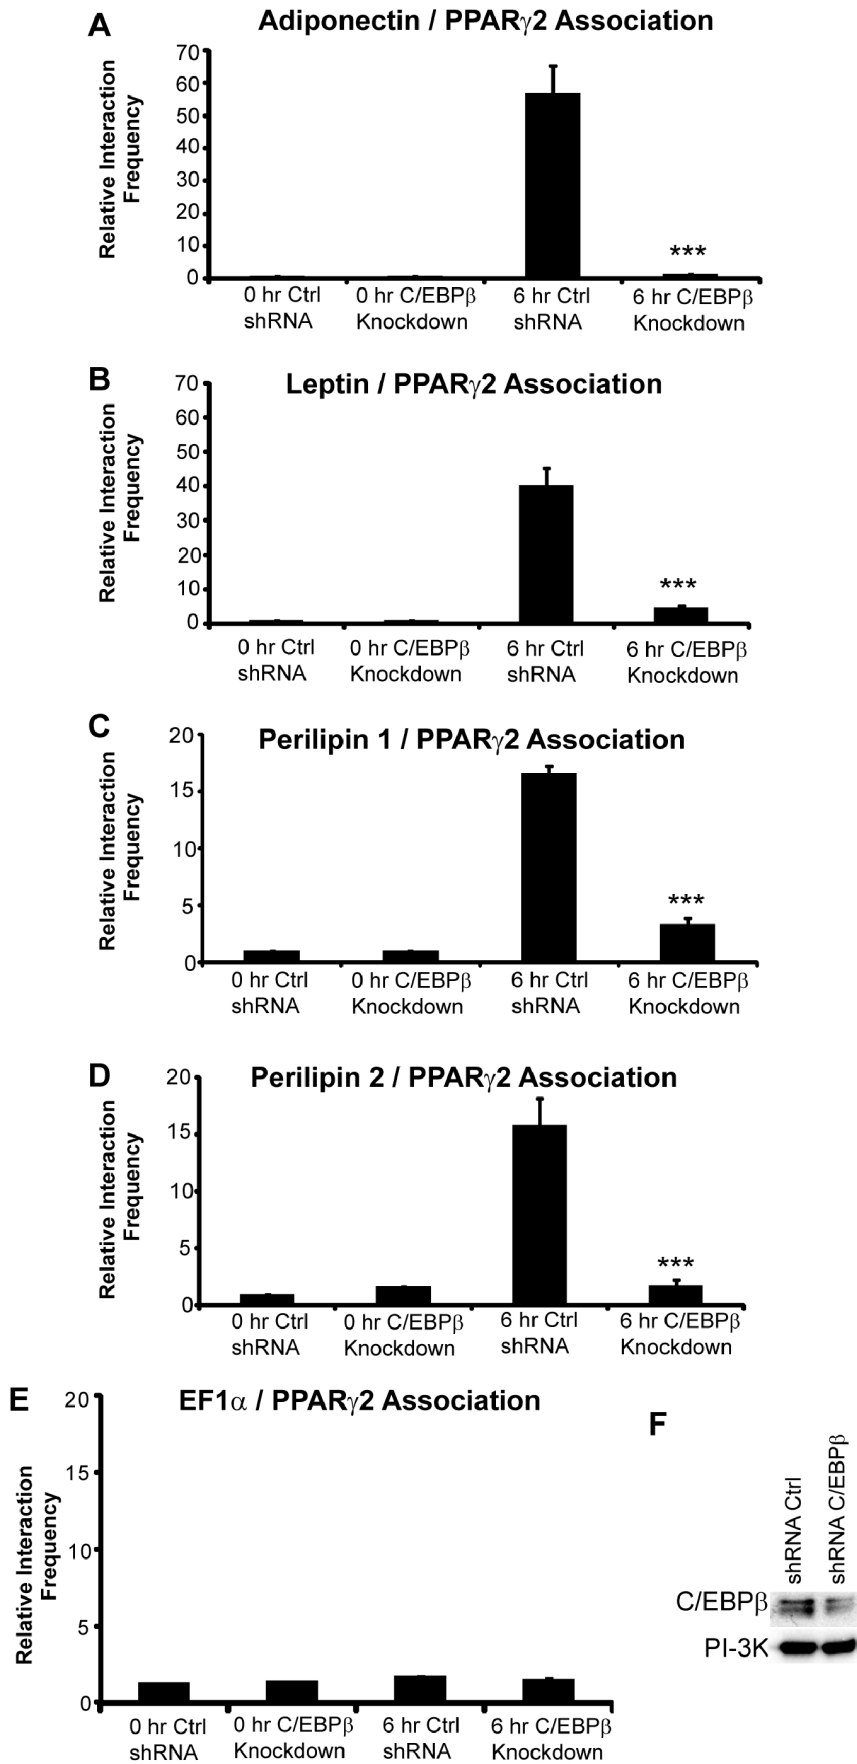 A
Adiponectin / PPARγ2 Association
Relative Interaction
Frequency
70
60
50
40
30
20
10
0
0 hr Ctrl
shRNA
0 hr C/EBPβ
Knockdown
6 hr Ctrl
shRNA
6 hr C/EBPβ
Knockdown
***
B
Leptin / PPARγ2 Association
Relative Interaction
Frequency
70
60
50
40
30
20
10
0
0 hr Ctrl
shRNA
0 hr C/EBPβ
Knockdown
6 hr Ctrl
shRNA
6 hr C/EBPβ
Knockdown
***
C
Perilipin 1 / PPARγ2 Association
Relative Interaction
Frequency
20
15
10
5
0
0 hr Ctrl
shRNA
0 hr C/EBPβ
Knockdown
6 hr Ctrl
shRNA
6 hr C/EBPβ
Knockdown
***
D
Perilipin 2 / PPARγ2 Association
Relative Interaction
Frequency
20
15
10
5
0
0 hr Ctrl
shRNA
0 hr C/EBPβ
Knockdown
6 hr Ctrl
shRNA
6 hr C/EBPβ
Knockdown
***
E
EF1α / PPARγ2 Association
Relative Interaction
Frequency
20
15
10
5
0
0 hr Ctrl
shRNA
0 hr C/EBPβ
Knockdown
6 hr Ctrl
shRNA
6 hr C/EBPβ
Knockdown
F
shRNA Ctrl
shRNA C/EBPβ
C/EBPβ
PI-3K